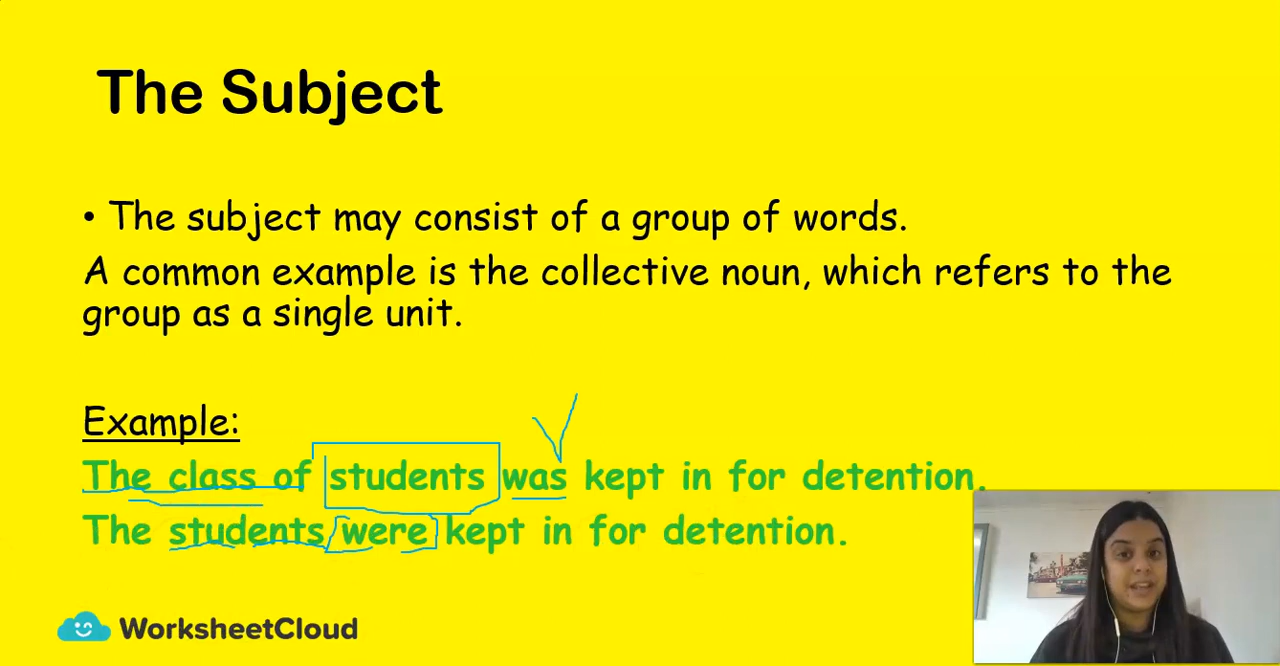 The Subject
• The subject may consist of a group of words.
A common example is the collective noun, which refers to the
group as a single unit.
Example:
The class of students was kept in for detention.
The students were kept in for detention.
WorksheetCloud